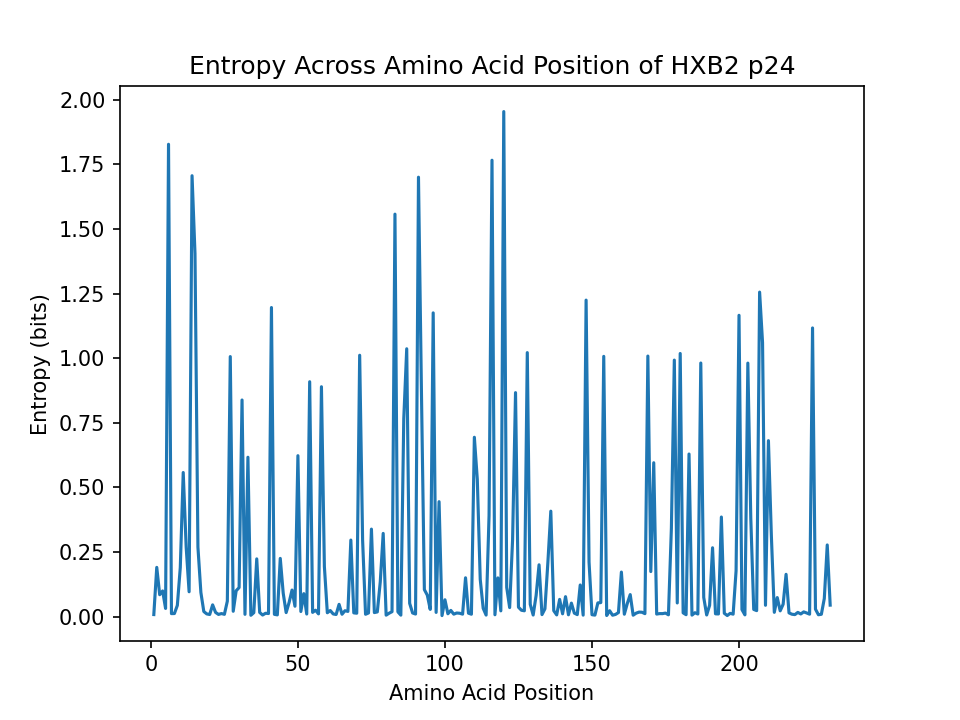 Entropy Across Amino Acid Position of HXB2 p24
2.00
1.75
1.50
1.25
1.00
0.75
0.50
0.25
0.00
Entropy (bits)
0 50 100 150 200
Amino Acid Position